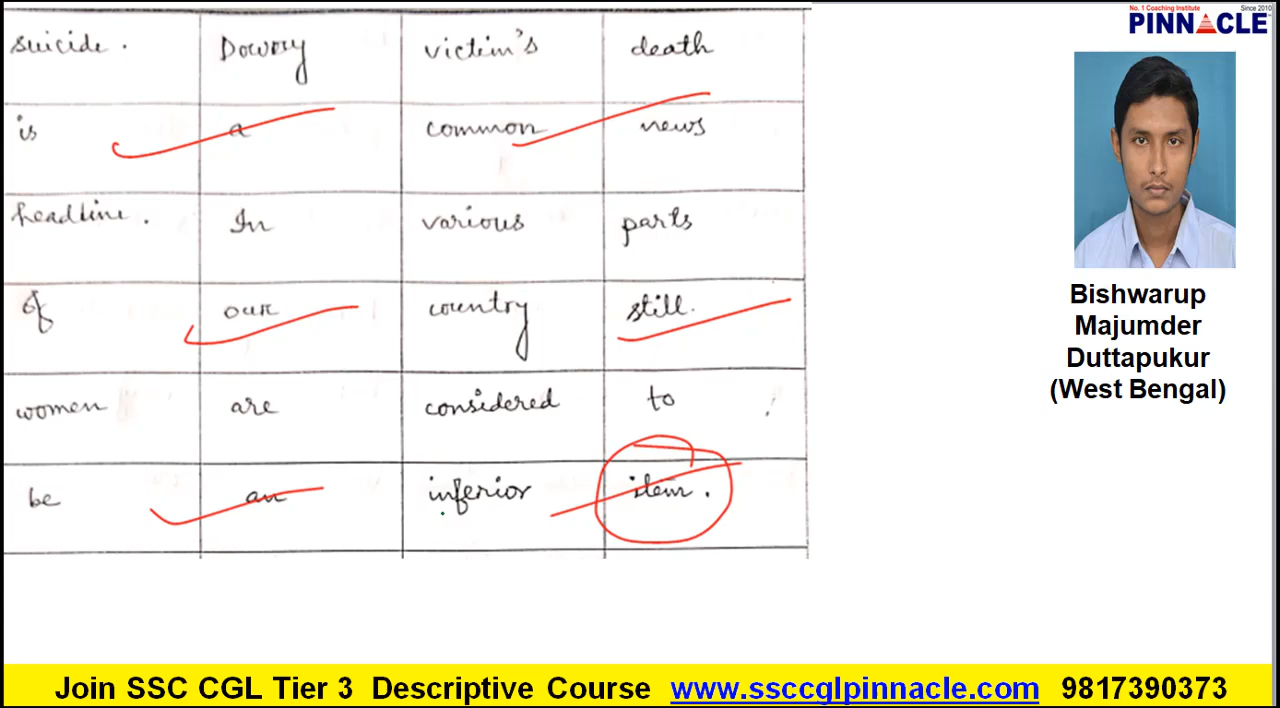 No. 1 Coaching Institute Since 2010
PINNACLE
suicide. Dowry victim's death
is a common news
headline. In various parts
of our country still.
women are considered to
be an inferior item.
Bishwarup
Majumder
Duttapukur
(West Bengal)
Join SSC CGL Tier 3 Descriptive Course www.ssccglpinnacle.com 9817390373